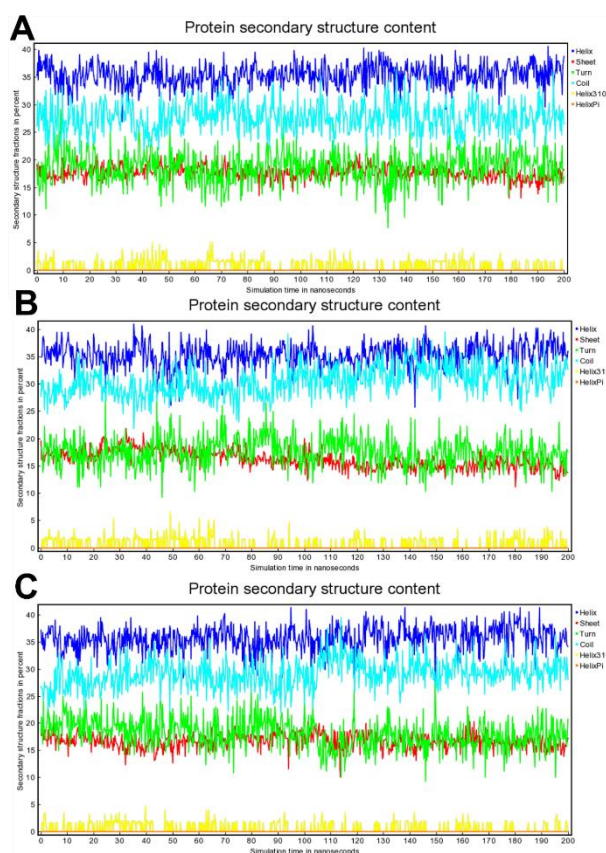 A
Protein secondary structure content
Secondary structure fractions in percent
40
35
30
25
20
15
10
5
0
0 10 20 30 40 50 60 70 80 90 100 110 120 130 140 150 160 170 180 190 200
Simulation time in nanoseconds
Helix
Sheet
Turn
Coil
Helix310
HelixPi
B
Protein secondary structure content
Secondary structure fractions in percent
40
35
30
25
20
15
10
5
0
0 10 20 30 40 50 60 70 80 90 100 110 120 130 140 150 160 170 180 190 200
Simulation time in nanoseconds
Helix
Sheet
Turn
Coil
Helix31
HelixPi
C
Protein secondary structure content
Secondary structure fractions in percent
40
35
30
25
20
15
10
5
0
0 10 20 30 40 50 60 70 80 90 100 110 120 130 140 150 160 170 180 190 200
Simulation time in nanoseconds
Helix
Sheet
Turn
Coil
Helix31
HelixPi